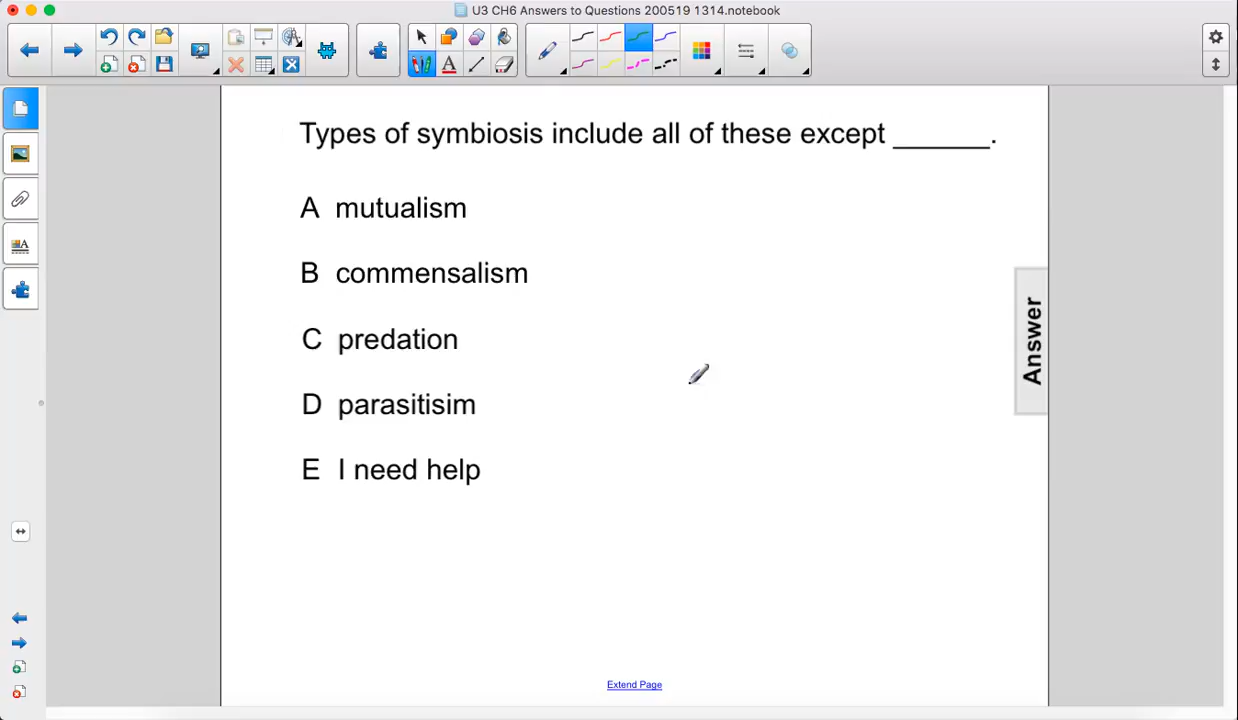 U3 CH6 Answers to Questions 200519 1314.notebook
Types of symbiosis include all of these except ______.
A mutualism
B commensalism
C predation
D parasitisim
E I need help
Answer
Extend Page